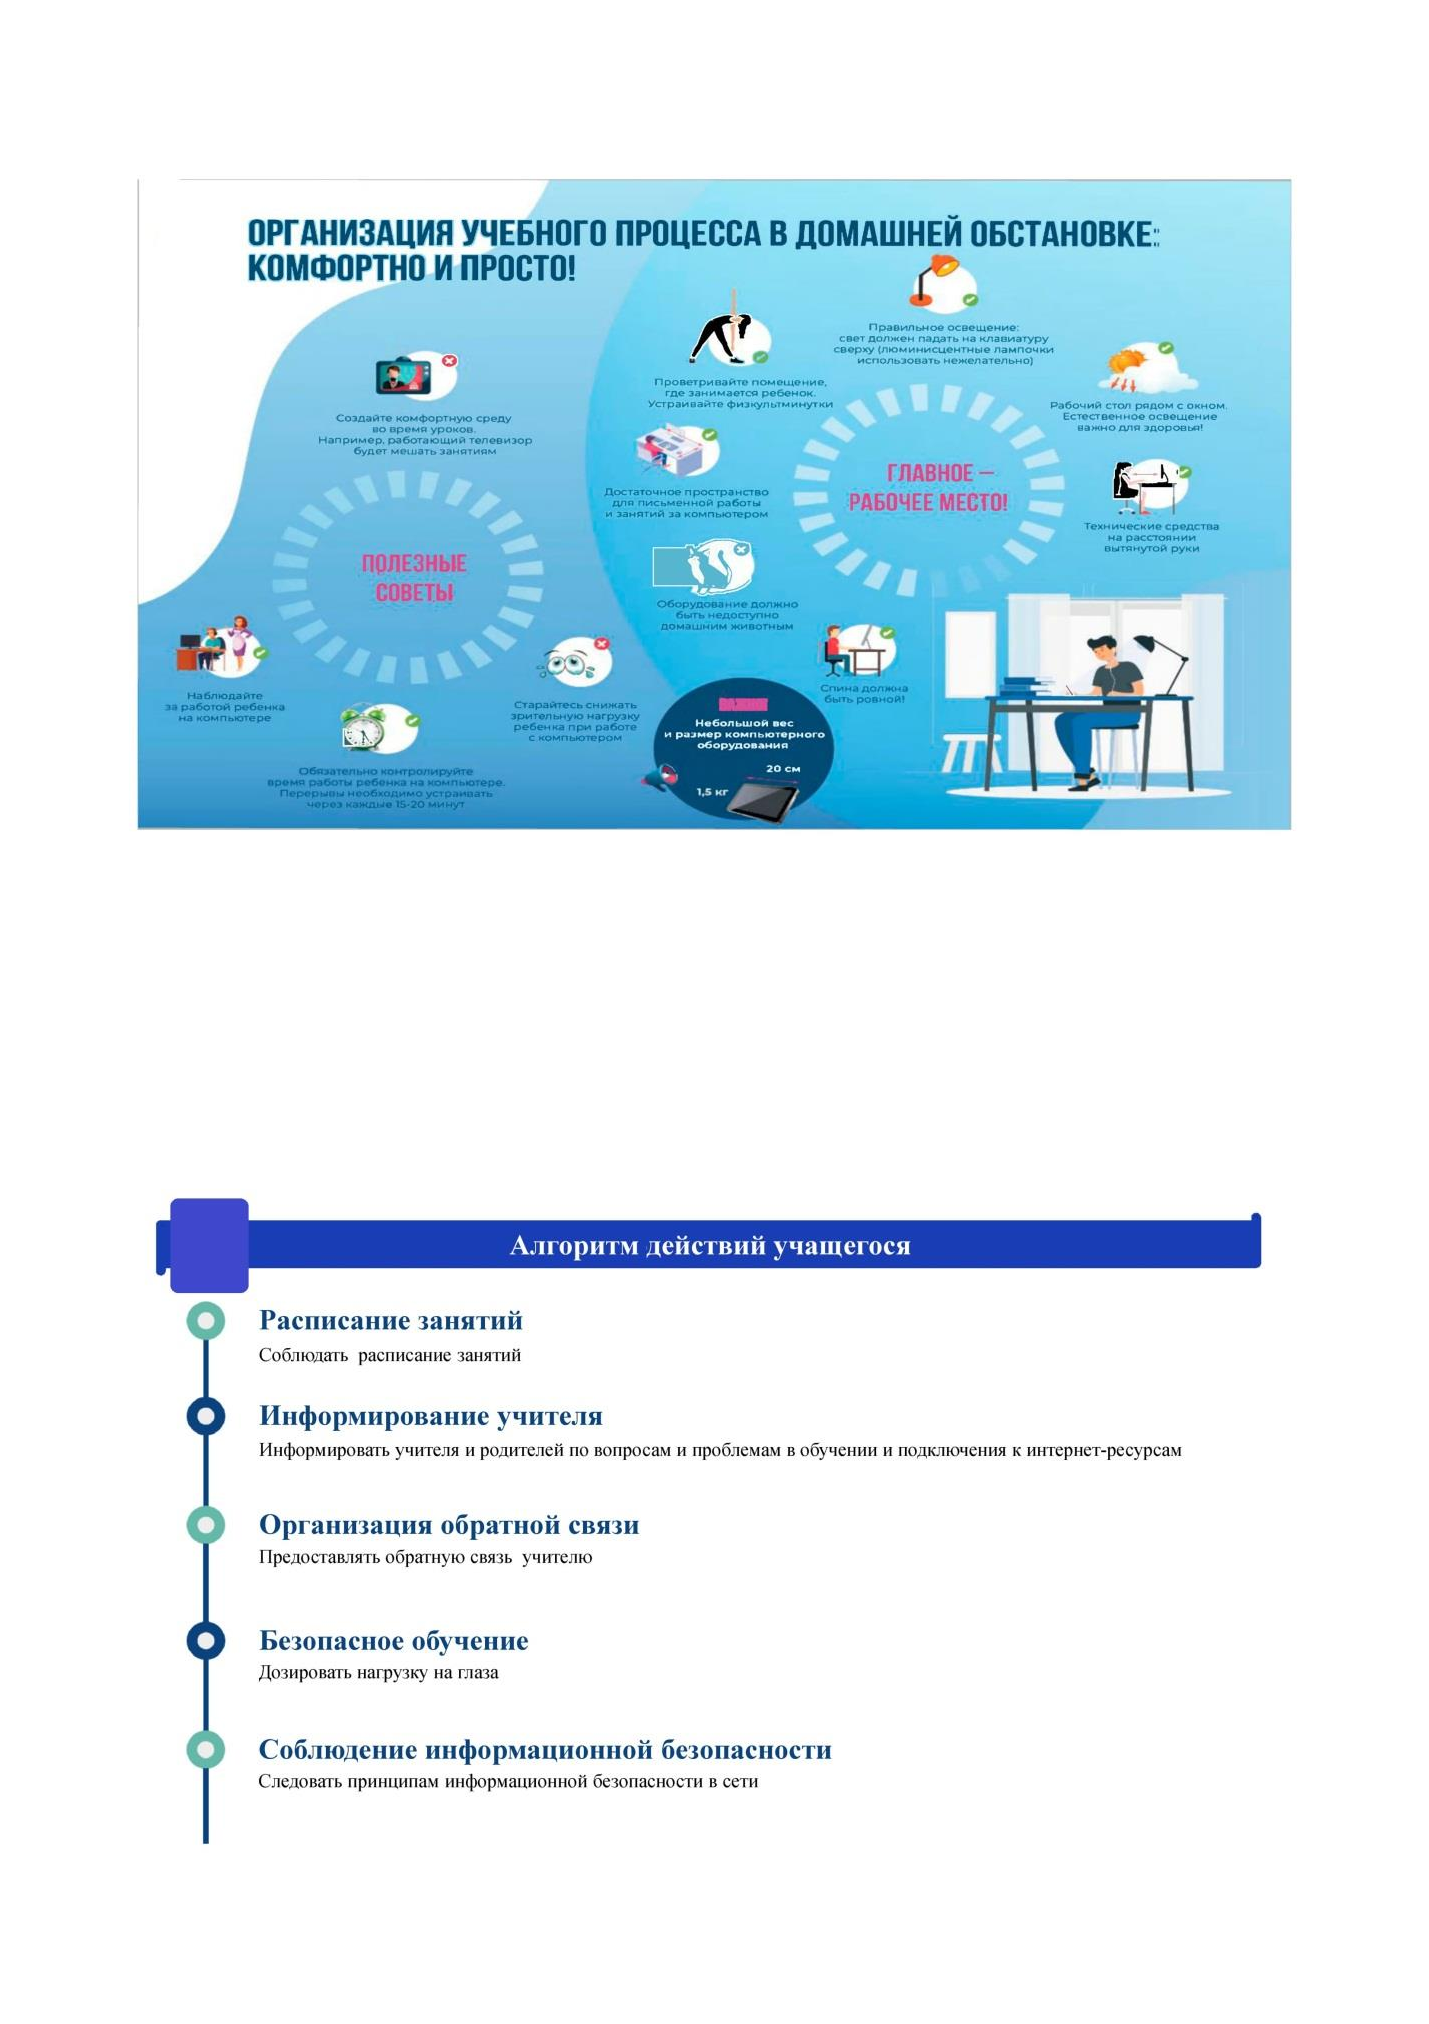 ОРГАНИЗАЦИЯ УЧЕБНОГО ПРОЦЕССА В ДОМАШНЕЙ ОБСТАНОВКЕ:
КОМФОРТНО И ПРОСТО!
Создайте комфортную среду
во время уроков.
Например, работающий телевизор
будет мешать занятиям
ПОЛЕЗНЫЕ
СОВЕТЫ
Наблюдайте
за работой ребенка
на компьютере
Обязательно контролируйте
время работы ребенка на компьютере.
Перерывы необходимо устраивать
через каждые 15-20 минут
Старайтесь снижать
зрительную нагрузку
ребенка при работе
с компьютером
Проветривайте помещение,
где занимается ребенок.
Устраивайте физкультминутки
Правильное освещение:
свет должен падать на клавиатуру
сверху (люминисцентные лампочки
использовать нежелательно)
Рабочий стол рядом с окном.
Естественное освещение
важно для здоровья!
Достаточное пространство
для письменной работы
и занятий за компьютером
ГЛАВНОЕ –
РАБОЧЕЕ МЕСТО!
Технические средства
на расстоянии
вытянутой руки
Оборудование должно
быть недоступно
домашним животным
Спина должна
быть ровной!
Небольшой вес
и размер компьютерного
оборудования
20 см
1,5 кг
Алгоритм действий учащегося
Расписание занятий
Соблюдать расписание занятий
Информирование учителя
Информировать учителя и родителей по вопросам и проблемам в обучении и подключения к интернет-ресурсам
Организация обратной связи
Предоставлять обратную связь учителю
Безопасное обучение
Дозировать нагрузку на глаза
Соблюдение информационной безопасности
Следовать принципам информационной безопасности в сети